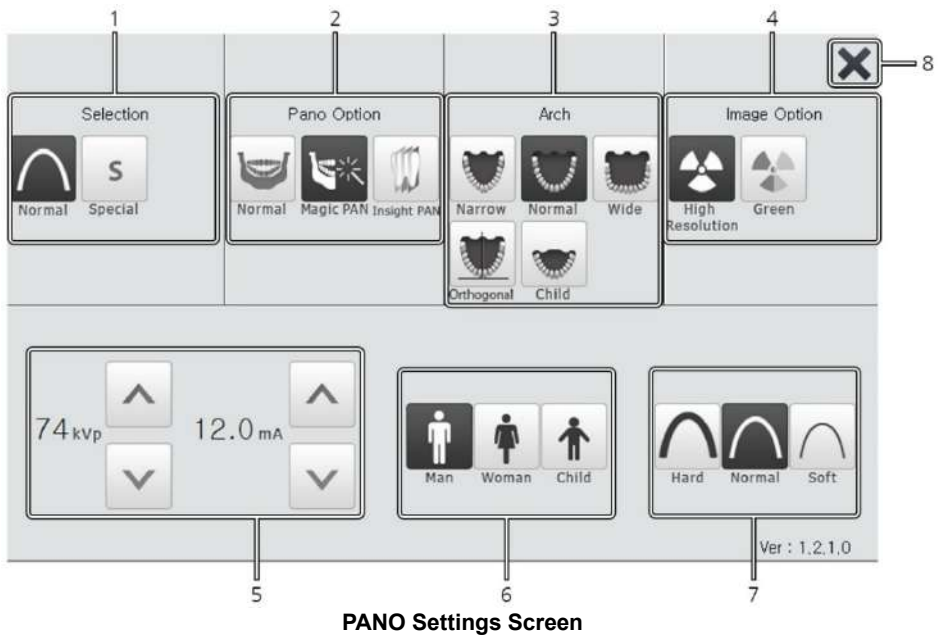 1 2 3 4
8
Selection Pano Option Arch Image Option
S
Normal Special Normal Magic PAN Insight PAN Narrow Normal Wide High Resolution Green
Orthogonal Child
74 kVp 12.0 mA
Man Woman Child Hard Normal Soft
Ver : 1.2.1.0
5 6 7
PANO Settings Screen